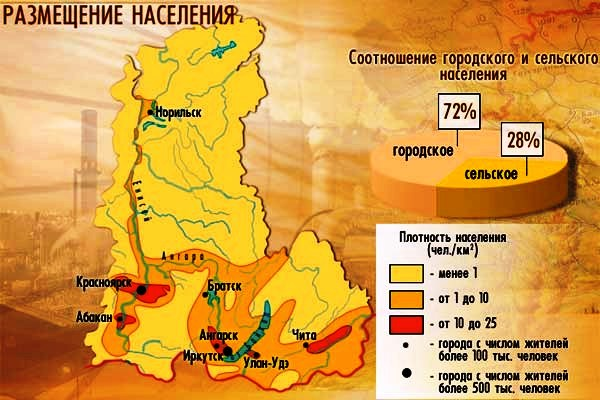 РАЗМЕЩЕНИЕ НАСЕЛЕНИЯ
Соотношение городского и сельского
населения
72%
28%
городское
сельское
Норильск
Енисей
Ангара
Красноярск
Братск
Абакан
Ангарск
Иркутск
Улан-Удэ
Чита
Плотность населения
(чел./км²)
- менее 1
- от 1 до 10
- от 10 до 25
- города с числом жителей
более 100 тыс. человек
- города с числом жителей
более 500 тыс. человек